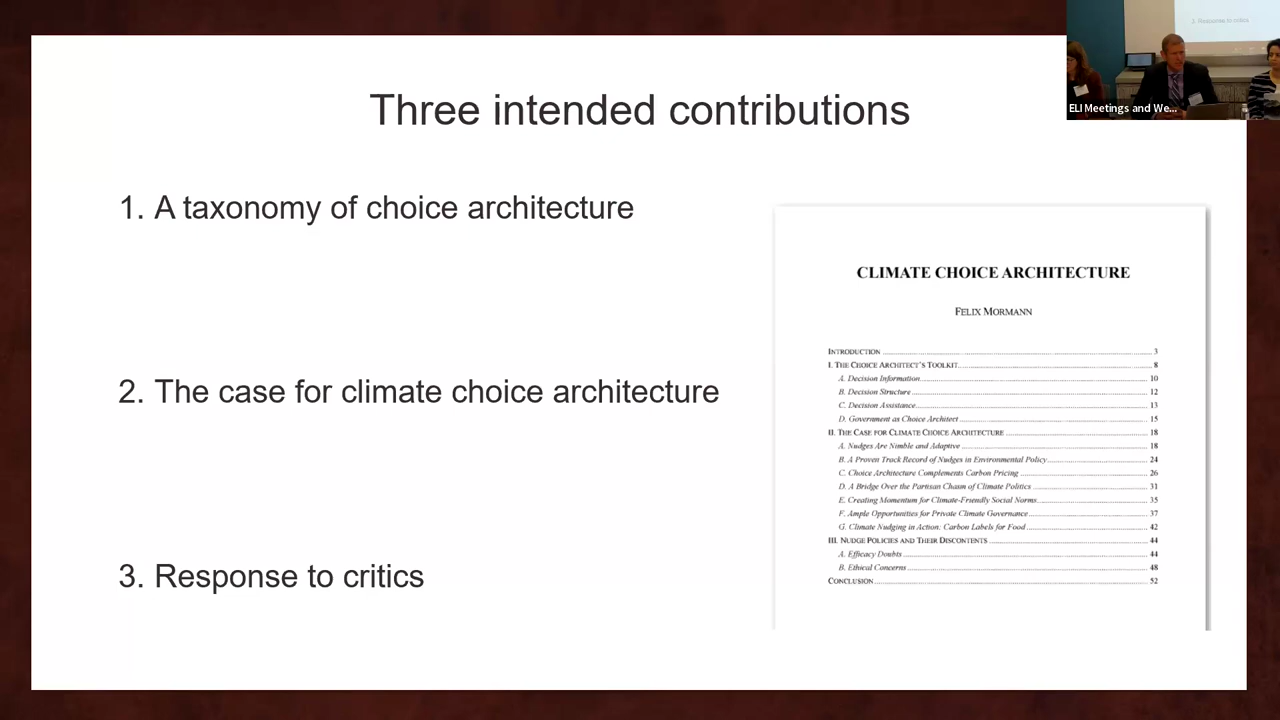 3. Response to critics
ELI Meetings and We...
Three intended contributions
1. A taxonomy of choice architecture
2. The case for climate choice architecture
3. Response to critics
CLIMATE CHOICE ARCHITECTURE
FELIX MORMANN
INTRODUCTION 3
I. THE CHOICE ARCHITECT'S TOOLKIT 8
A. Decision Information 10
B. Decision Structure 12
C. Decision Assistance 13
D. Government as Choice Architect 15
II. THE CASE FOR CLIMATE CHOICE ARCHITECTURE 18
A. Nudges Are Nimble and Adaptive 18
B. A Proven Track Record of Nudges in Environmental Policy 24
C. Choice Architecture Complements Carbon Pricing 26
D. A Bridge Over the Partisan Chasm of Climate Politics 31
E. Creating Momentum for Climate-Friendly Social Norms 35
F. Ample Opportunities for Private Climate Governance 37
G. Climate Nudging in Action: Carbon Labels for Food 42
III. NUDGE POLICIES AND THEIR DISCONTENTS 44
A. Efficacy Doubts 44
B. Ethical Concerns 48
CONCLUSION 52